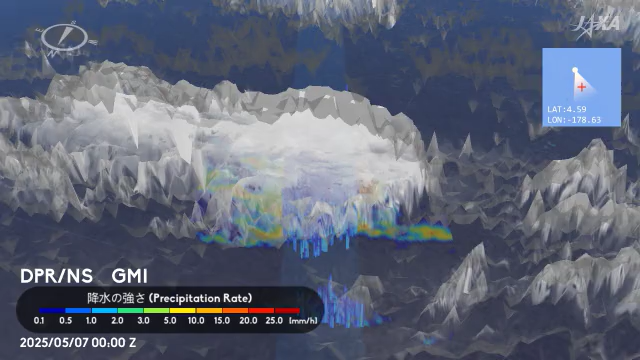 JAXA
LAT:4.59
LON:-178.63
DPR/NS GMI
降水の強さ (Precipitation Rate)
0.1 0.5 1.0 2.0 3.0 5.0 10.0 15.0 20.0 25.0 [mm/h]
2025/05/07 00:00 Z